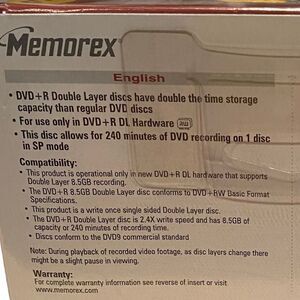 Memorex
English
• DVD+R Double Layer discs have double the time storage
capacity than regular DVD discs
• For use only in DVD+R DL Hardware
• This disc allows for 240 minutes of DVD recording on 1 disc
in SP mode
Compatibility:
• This product is operational only in new DVD+R DL hardware that supports
Double Layer 8.5GB recording.
• The DVD+R 8.5GB Double Layer disc conforms to DVD+RW Basic Format
Specifications.
• This product is a write once single sided Double Layer disc.
• The DVD+R Double Layer disc is 2.4X write speed and has 8.5GB of
capacity or 240 minutes of recording time.
• Discs conform to the DVD9 commercial standard
Note: During playback of recorded video footage, as disc layers change there
might be a slight pause in viewing.
Warranty:
For complete warranty information see reverse of insert or visit
www.memorex.com